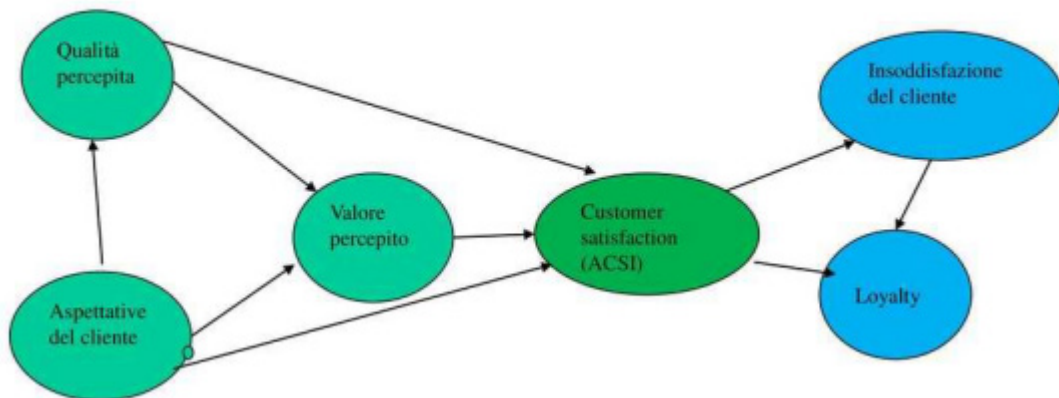 Qualità
percepita
Insoddisfazione
del cliente
Valore
percepito
Customer
satisfaction
(ACSI)
Aspettative
del cliente
Loyalty